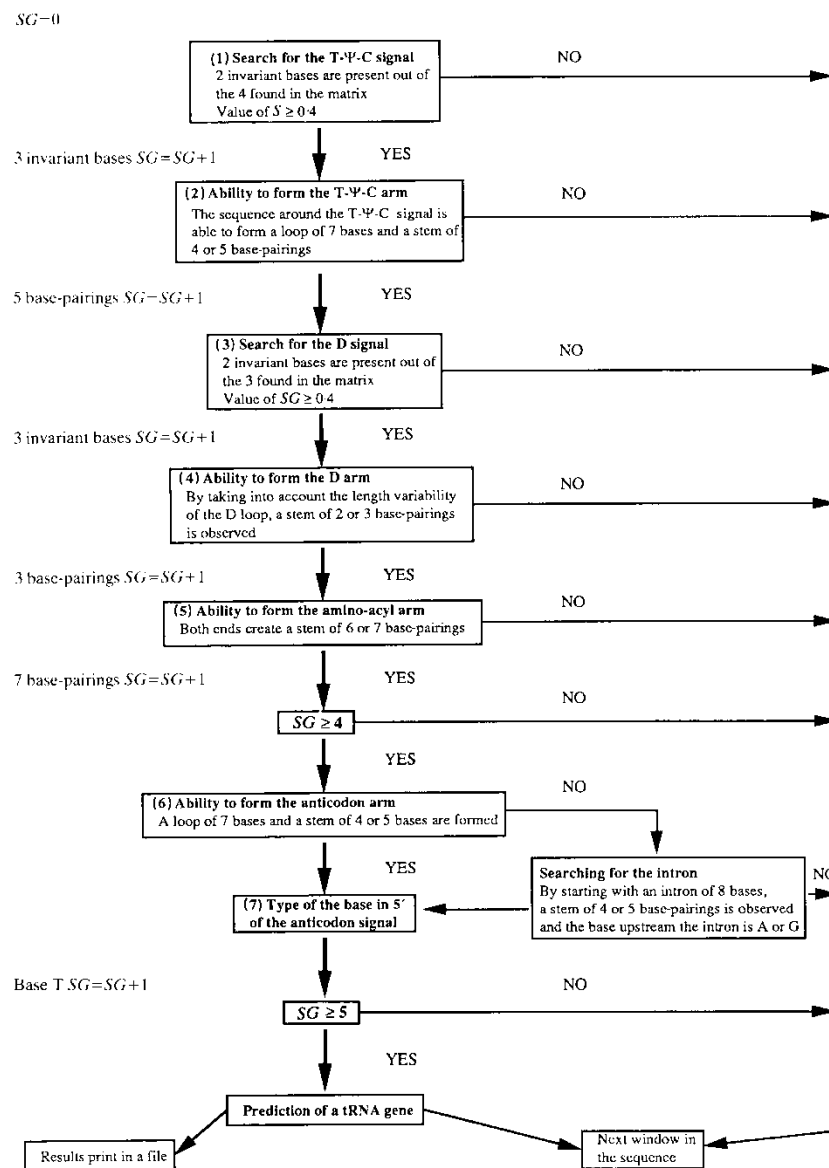 SG=0
(1) Search for the T-Ψ-C signal
2 invariant bases are present out of
the 4 found in the matrix
Value of S ≥ 0·4
NO
YES
3 invariant bases SG=SG+1
(2) Ability to form the T-Ψ-C arm
The sequence around the T-Ψ-C signal is
able to form a loop of 7 bases and a stem of
4 or 5 base-pairings
NO
YES
5 base-pairings SG=SG+1
(3) Search for the D signal
2 invariant bases are present out of
the 3 found in the matrix
Value of SG ≥ 0·4
NO
YES
3 invariant bases SG=SG+1
(4) Ability to form the D arm
By taking into account the length variability
of the D loop, a stem of 2 or 3 base-pairings
is observed
NO
YES
3 base-pairings SG=SG+1
(5) Ability to form the amino-acyl arm
Both ends create a stem of 6 or 7 base-pairings
NO
YES
7 base-pairings SG=SG+1
SG ≥ 4
NO
YES
(6) Ability to form the anticodon arm
A loop of 7 bases and a stem of 4 or 5 bases are formed
NO
YES
Searching for the intron
By starting with an intron of 8 bases,
a stem of 4 or 5 base-pairings is observed
and the base upstream the intron is A or G
NO
(7) Type of the base in 5′
of the anticodon signal
Base T SG=SG+1
SG ≥ 5
NO
YES
Prediction of a tRNA gene
Results print in a file
Next window in
the sequence